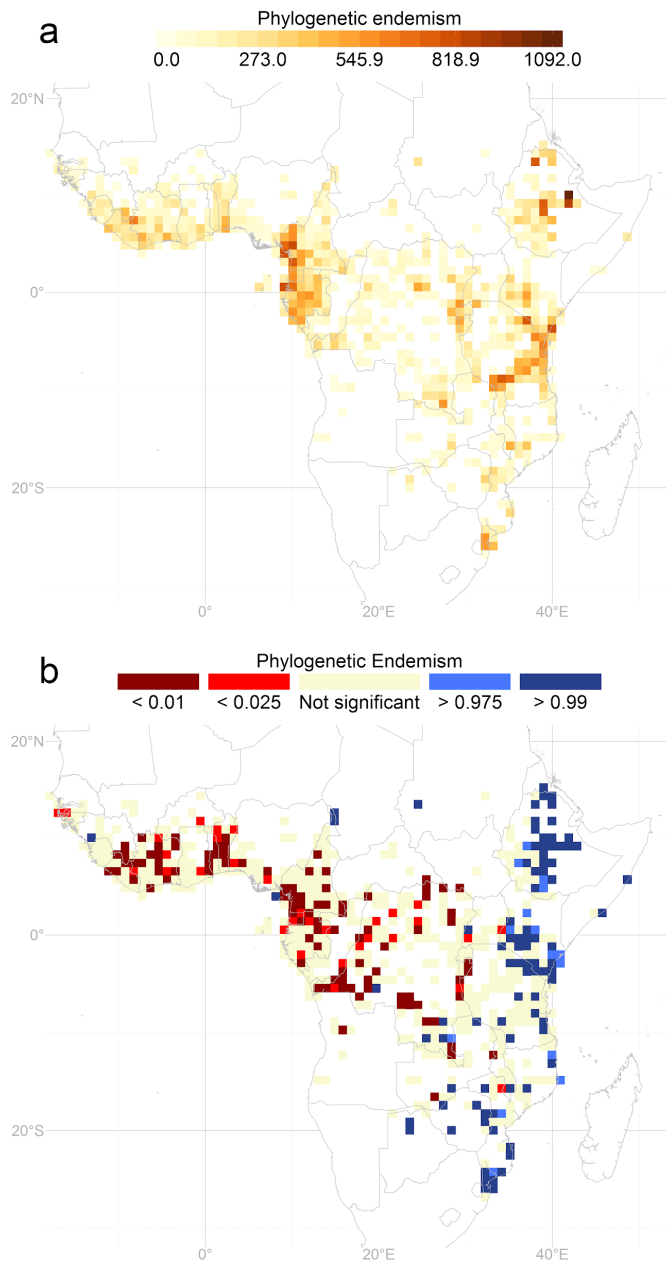 a
Phylogenetic endemism
0.0 273.0 545.9 818.9 1092.0
20°N
0°
20°S
0° 20°E 40°E
b
Phylogenetic Endemism
< 0.01 < 0.025 Not significant > 0.975 > 0.99
20°N
0°
20°S
0° 20°E 40°E